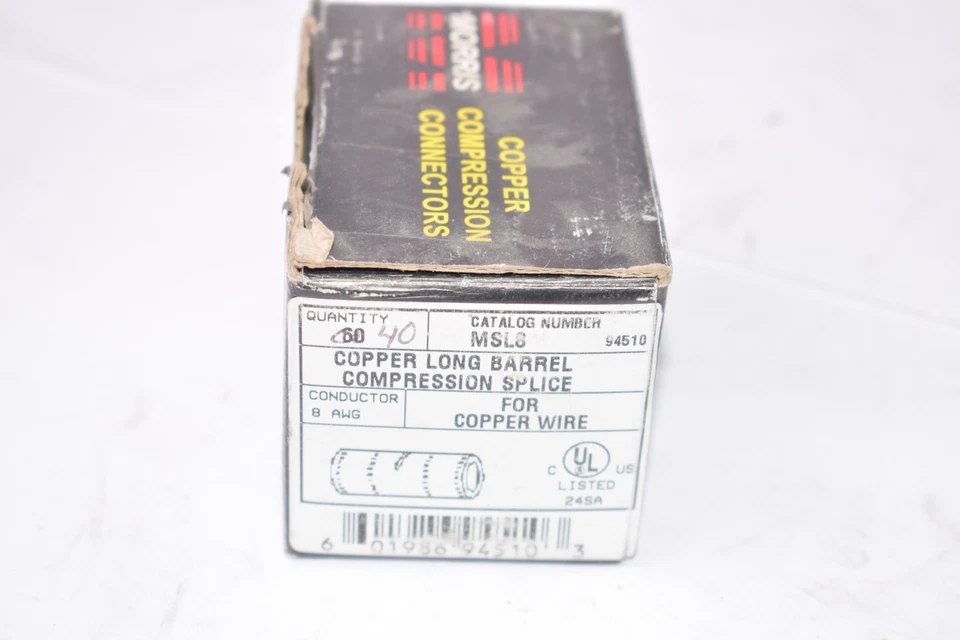 MORRIS
COPPER
COMPRESSION
CONNECTORS
QUANTITY
60 40
CATALOG NUMBER
MSL8 94510
COPPER LONG BARREL
COMPRESSION SPLICE
CONDUCTOR
8 AWG
FOR
COPPER WIRE
C UL US
LISTED
24SA
6 01986 94510 3